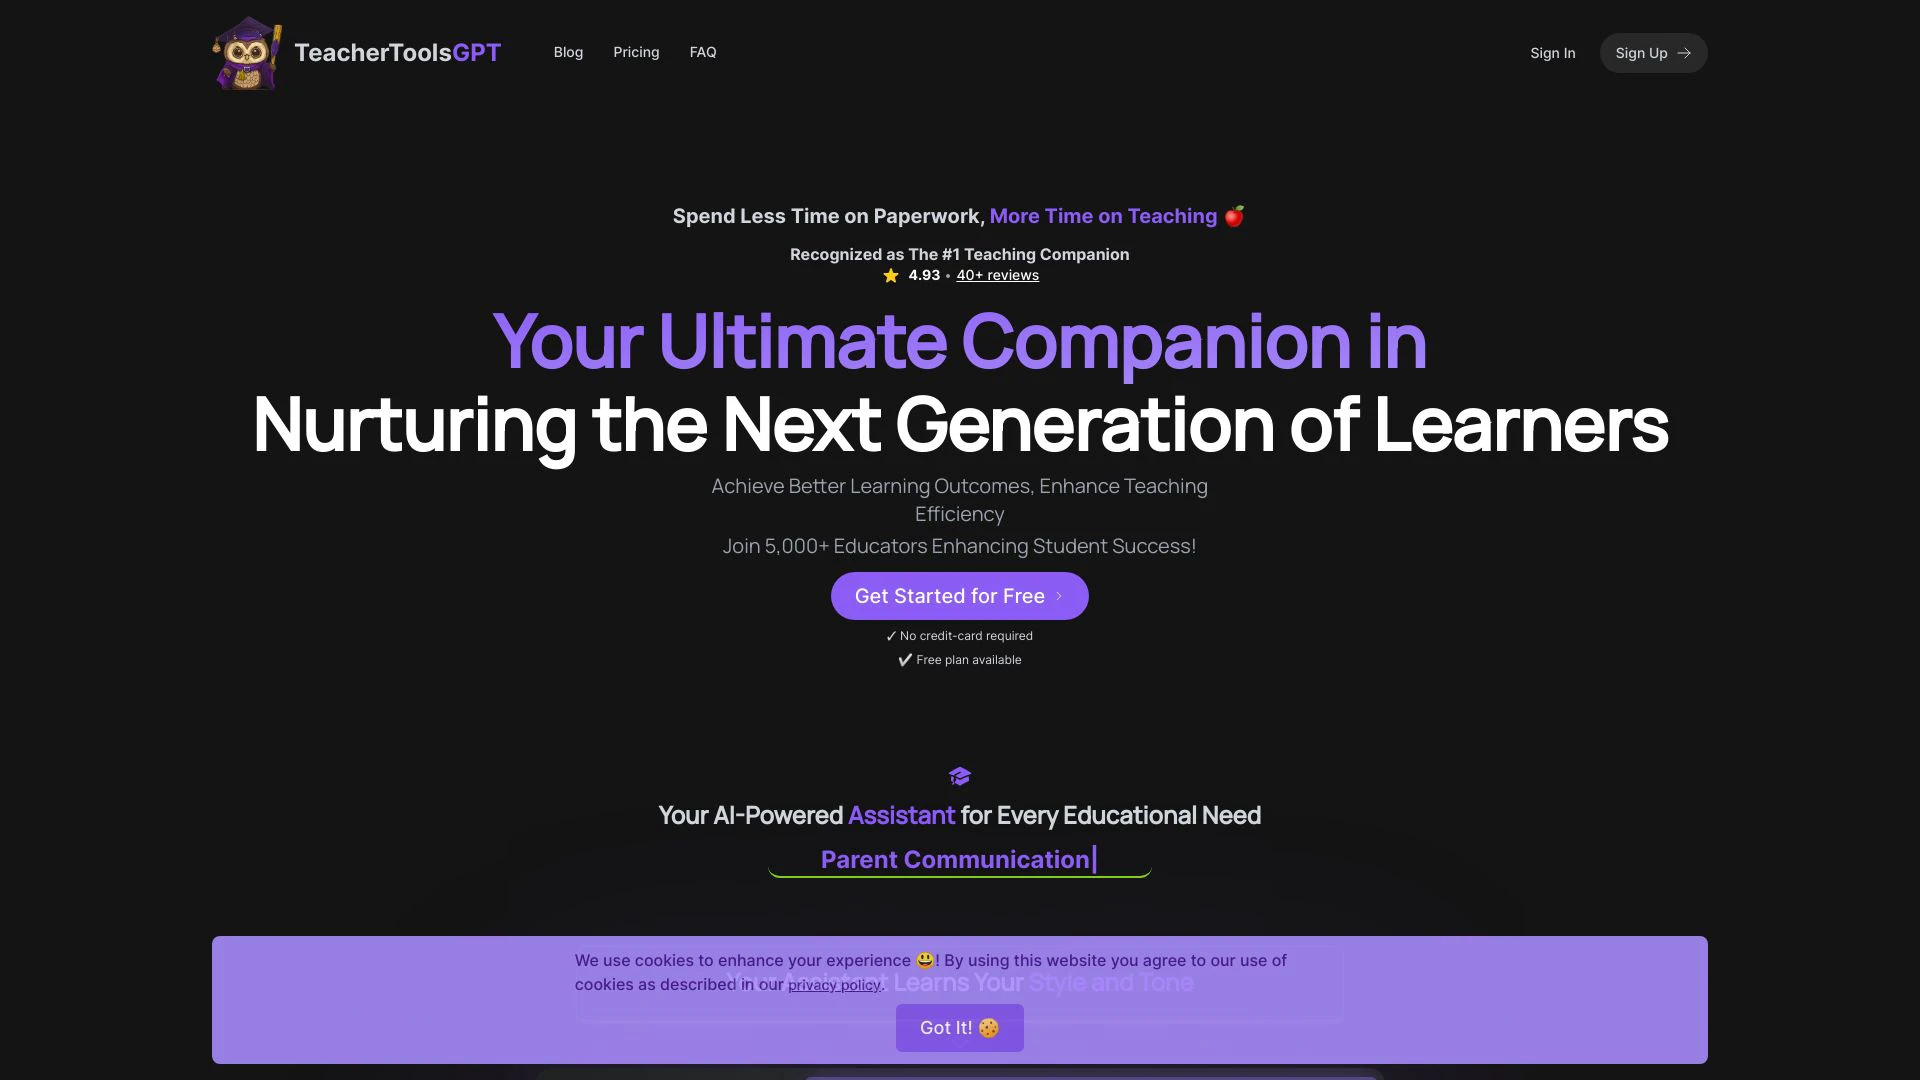 TeacherToolsGPT
Blog
Pricing
FAQ
Sign In
Sign Up
Spend Less Time on Paperwork, More Time on Teaching 🍎
Recognized as The #1 Teaching Companion
⭐ 4.93 • 40+ reviews
Your Ultimate Companion in
Nurturing the Next Generation of Learners
Achieve Better Learning Outcomes, Enhance Teaching
Efficiency
Join 5,000+ Educators Enhancing Student Success!
Get Started for Free
✓ No credit-card required
✔ Free plan available
Your AI-Powered Assistant for Every Educational Need
Parent Communication
We use cookies to enhance your experience 😃! By using this website you agree to our use of
cookies as described in our privacy policy.
Your Assistant Learns Your Style and Tone
Got It! 🍪